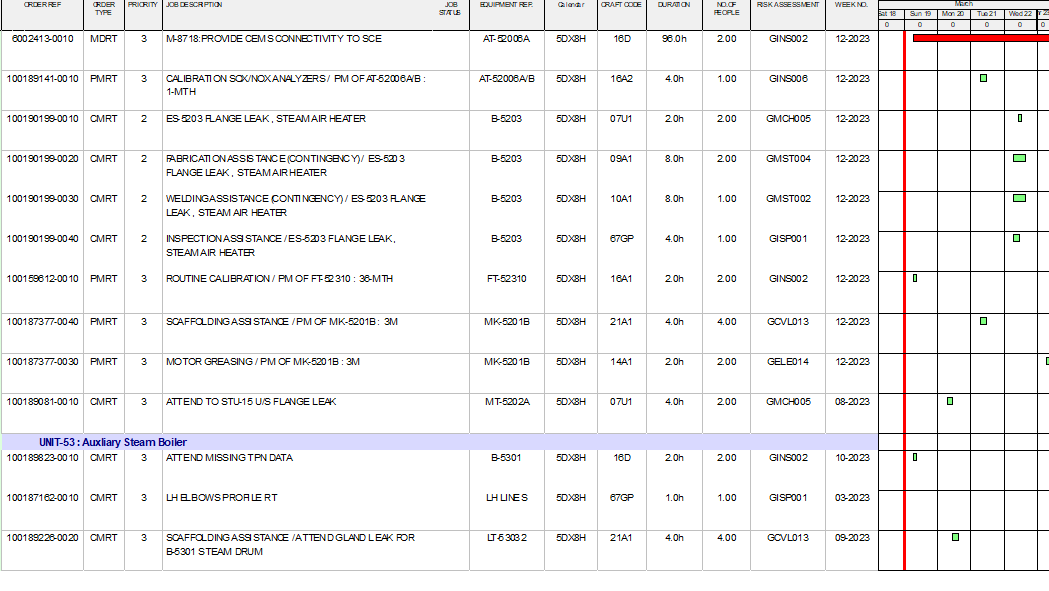 March
ORDER REF ORDER TYPE PRIORITY JOB DESCRIPTION JOB STATUS EQUIPMENT REF. Calendar CRAFT CODE DURATION NO.OF PEOPLE RISK ASSESSMENT WEEK NO. Sat 18 Sun 19 Mon 20 Tue 21 Wed 22
0 0 0 0 0 0
6002413-0010 MDRT 3 M-8718:PROVIDE CEMS CONNECTIVITY TO SCE AT-52006A 5DX8H 16D 96.0h 2.00 GINS002 12-2023
100189141-0010 PMRT 3 CALIBRATION SOX/NOX ANALYZERS / PM OF AT-52006A/B : AT-52006A/B 5DX8H 16A2 4.0h 1.00 GINS006 12-2023
1-MTH
100190199-0010 CMRT 2 ES-5203 FLANGE LEAK , STEAM AIR HEATER B-5203 5DX8H 07U1 2.0h 2.00 GMCH005 12-2023
100190199-0020 CMRT 2 FABRICATION ASSISTANCE (CONTINGENCY) / ES-5203 B-5203 5DX8H 09A1 8.0h 2.00 GMST004 12-2023
FLANGE LEAK , STEAM AIR HEATER
100190199-0030 CMRT 2 WELDING ASSISTANCE (CONTINGENCY) / ES-5203 FLANGE B-5203 5DX8H 10A1 8.0h 1.00 GMST002 12-2023
LEAK , STEAM AIR HEATER
100190199-0040 CMRT 2 INSPECTION ASSISTANCE / ES-5203 FLANGE LEAK , B-5203 5DX8H 67GP 4.0h 1.00 GISP001 12-2023
STEAM AIR HEATER
100159612-0010 PMRT 3 ROUTINE CALIBRATION / PM OF FT-52310 : 36-MTH FT-52310 5DX8H 16A1 2.0h 2.00 GINS002 12-2023
100187377-0040 PMRT 3 SCAFFOLDING ASSISTANCE / PM OF MK-5201B : 3M MK-5201B 5DX8H 21A1 4.0h 4.00 GCVL013 12-2023
100187377-0030 PMRT 3 MOTOR GREASING / PM OF MK-5201B : 3M MK-5201B 5DX8H 14A1 2.0h 2.00 GELE014 12-2023
100189081-0010 CMRT 3 ATTEND TO STU-15 U/S FLANGE LEAK MT-5202A 5DX8H 07U1 4.0h 2.00 GMCH005 08-2023
UNIT-53 : Auxliary Steam Boiler
100189823-0010 CMRT 3 ATTEND MISSING TPN DATA B-5301 5DX8H 16D 2.0h 2.00 GINS002 10-2023
100187162-0010 CMRT 3 LH ELBOWS PROFILE RT LH LINES 5DX8H 67GP 1.0h 1.00 GISP001 03-2023
100189226-0020 CMRT 3 SCAFFOLDING ASSISTANCE / ATTEND GLAND LEAK FOR LT-53032 5DX8H 21A1 4.0h 4.00 GCVL013 09-2023
B-5301 STEAM DRUM